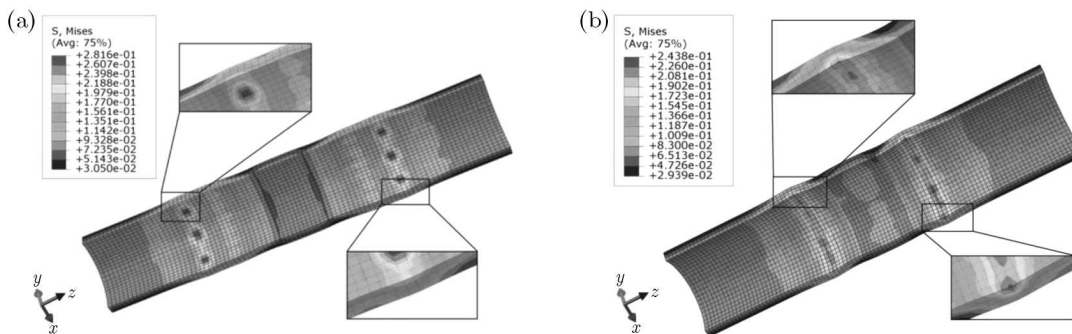 (a)
S, Mises
(Avg: 75%)
+2.816e-01
+2.607e-01
+2.398e-01
+2.188e-01
+1.979e-01
+1.770e-01
+1.561e-01
+1.351e-01
+1.142e-01
+9.328e-02
+7.235e-02
+5.143e-02
+3.050e-02
y
z
x
(b)
S, Mises
(Avg: 75%)
+2.438e-01
+2.260e-01
+2.081e-01
+1.902e-01
+1.723e-01
+1.545e-01
+1.366e-01
+1.187e-01
+1.009e-01
+8.300e-02
+6.513e-02
+4.726e-02
+2.939e-02
y
z
x